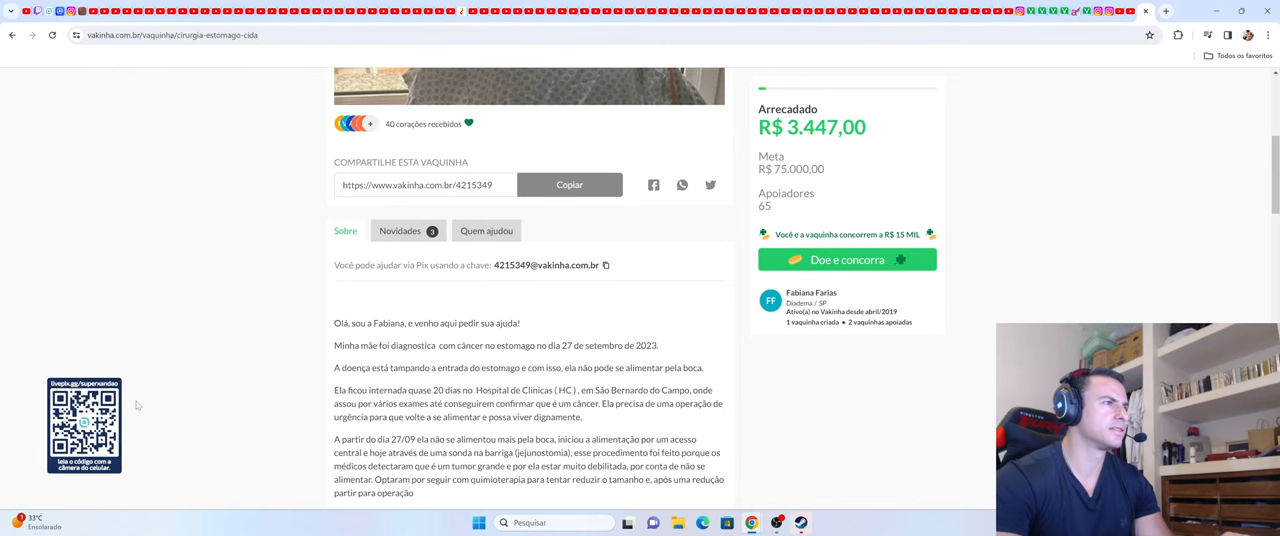 vakinha.com.br/vaquinha/cirurgia-estomago-cida
Todos os favoritos
40 corações recebidos
COMPARTILHE ESTA VAQUINHA
https://www.vakinha.com.br/4215349
Copiar
Sobre
Novidades 3
Quem ajudou
Você pode ajudar via Pix usando a chave: 4215349@vakinha.com.br
Olá, sou a Fabiana, e venho aqui pedir sua ajuda!
Minha mãe foi diagnostica com câncer no estomago no dia 27 de setembro de 2023.
A doença está tampando a entrada do estomago e com isso, ela não pode se alimentar pela boca.
Ela ficou internada quase 20 dias no Hospital de Clinicas ( HC ) , em São Bernardo do Campo, onde
assou por vários exames até conseguirem confirmar que é um câncer. Ela precisa de uma operação de
urgência para que volte a se alimentar e possa viver dignamente.
A partir do dia 27/09 ela não se alimentou mais pela boca, iniciou a alimentação por um acesso
central e hoje através de uma sonda na barriga (jejunostomia), esse procedimento foi feito porque os
médicos detectaram que é um tumor grande e por ela estar muito debilitada, por conta de não se
alimentar. Optaram por seguir com quimioterapia para tentar reduzir o tamanho e, após uma redução
partir para operação
Arrecadado
R$ 3.447,00
Meta
R$ 75.000,00
Apoiadores
65
Você e a vaquinha concorrem a R$ 15 MIL
Doe e concorra
FF
Fabiana Farias
Diadema / SP
Ativo(a) no Vakinha desde abril/2019
1 vaquinha criada • 2 vaquinhas apoiadas
livepix.gg/superxandao
leia o código com a
câmera do celular.
1
33°C
Ensolarado
Pesquisar